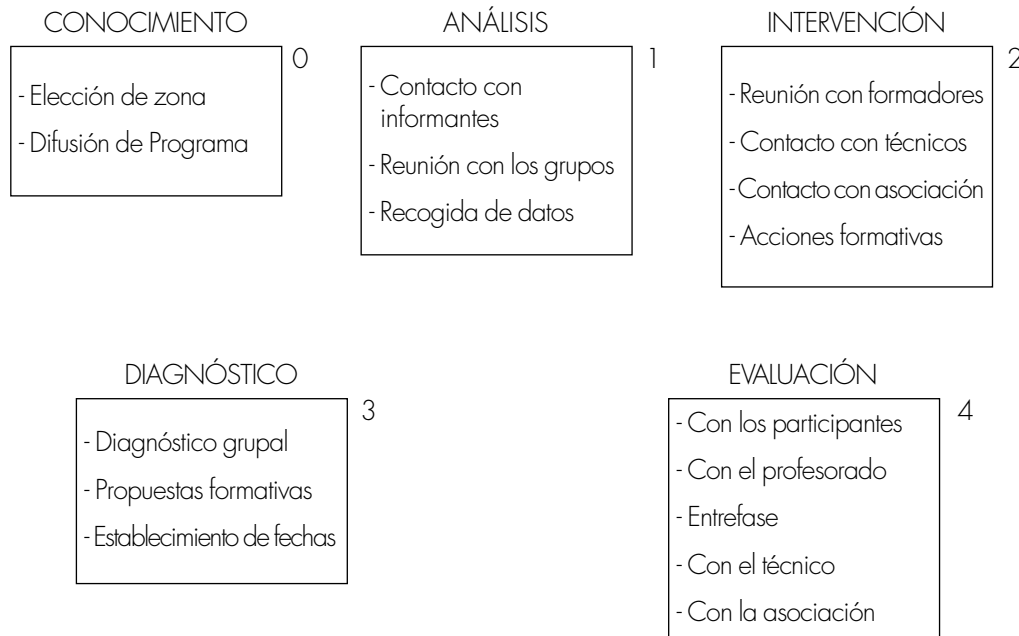 CONOCIMIENTO
0
- Elección de zona
- Difusión de Programa
ANÁLISIS
1
- Contacto con
informantes
- Reunión con los grupos
- Recogida de datos
INTERVENCIÓN
2
- Reunión con formadores
- Contacto con técnicos
- Contacto con asociación
- Acciones formativas
DIAGNÓSTICO
3
- Diagnóstico grupal
- Propuestas formativas
- Establecimiento de fechas
EVALUACIÓN
4
- Con los participantes
- Con el profesorado
- Entrefase
- Con el técnico
- Con la asociación